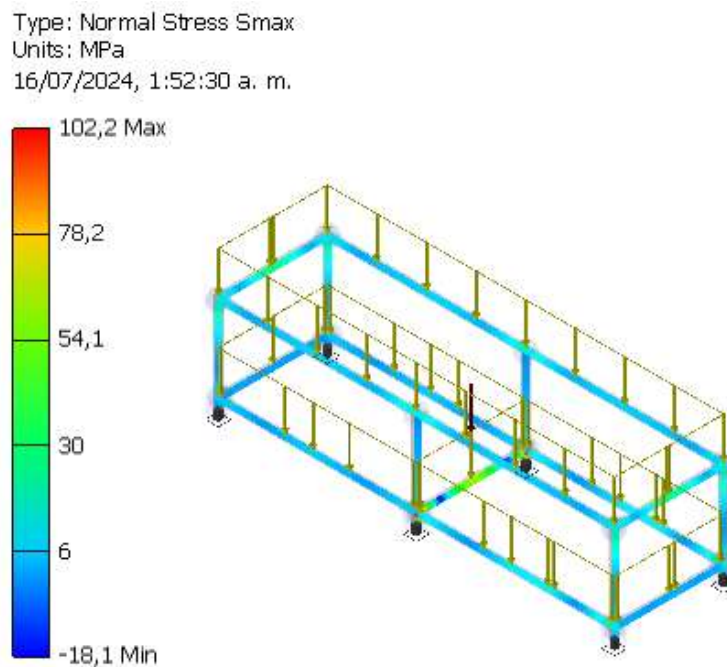 Type: Normal Stress Smax
Units: MPa
16/07/2024, 1:52:30 a. m.
102,2 Max
78,2
54,1
30
6
-18,1 Min